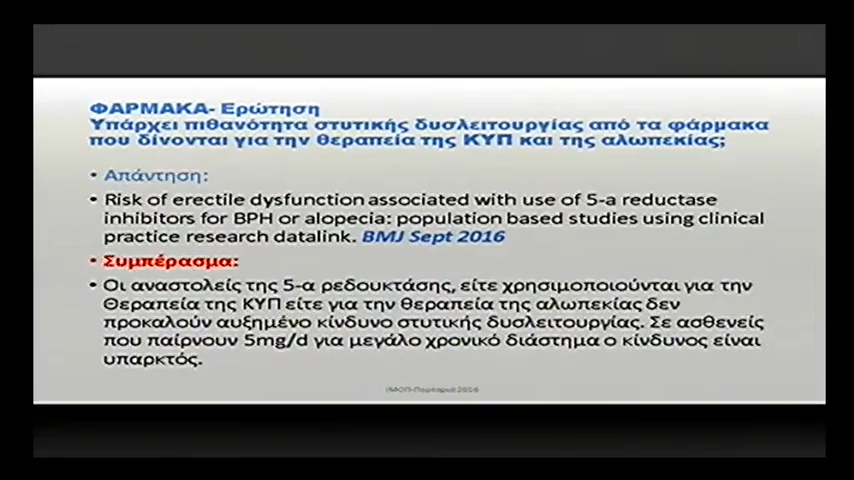 ΦΑΡΜΑΚΑ- Ερώτηση
Υπάρχει πιθανότητα στυτικής δυσλειτουργίας από τα φάρμακα
που δίνονται για την θεραπεία της ΚΥΠ και της αλωπεκίας;
• Απάντηση:
• Risk of erectile dysfunction associated with use of 5-a reductase
inhibitors for BPH or alopecia: population based studies using clinical
practice research datalink. BMJ Sept 2016
• Συμπέρασμα:
• Οι αναστολείς της 5-α ρεδουκτάσης, είτε χρησιμοποιούνται για την
Θεραπεία της ΚΥΠ είτε για την θεραπεία της αλωπεκίας δεν
προκαλούν αυξημένο κίνδυνο στυτικής δυσλειτουργίας. Σε ασθενείς
που παίρνουν 5mg/d για μεγάλο χρονικό διάστημα ο κίνδυνος είναι
υπαρκτός.
ΙΜΟΠ-Πορταριά 2016